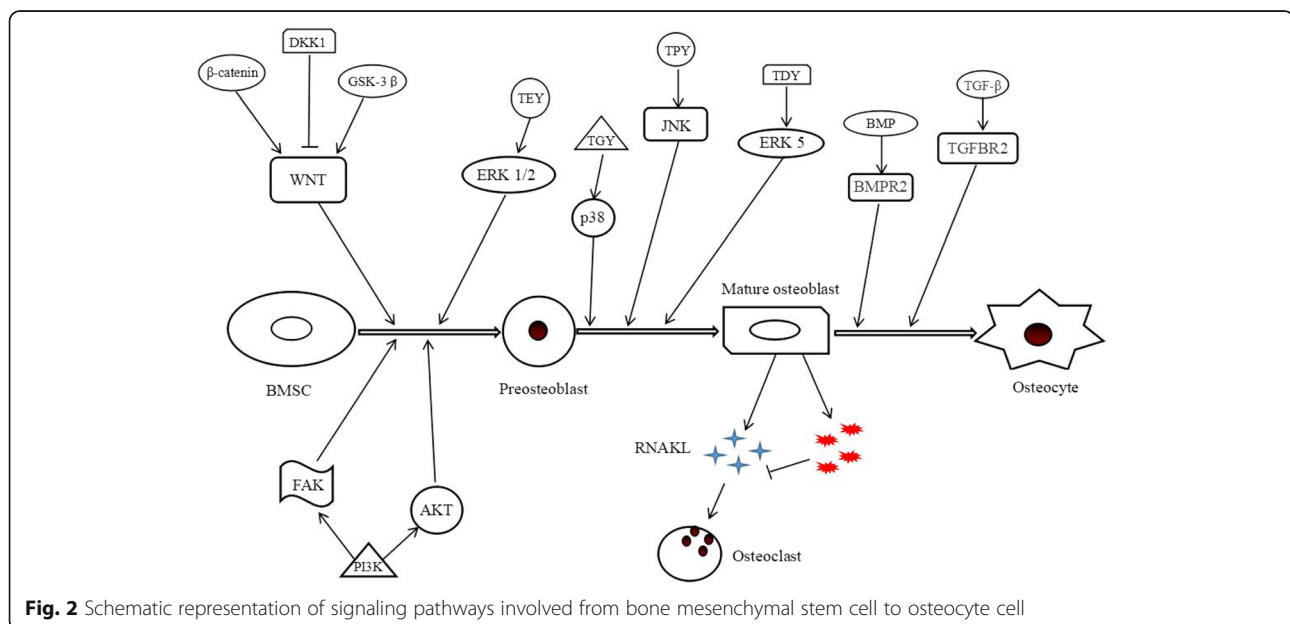 DKK1
β-catenin
GSK-3 β
WNT
TEY
ERK 1/2
TGY
p38
TPY
JNK
TDY
ERK 5
BMP
BMPR2
TGF-β
TGFBR2
BMSC
Preosteoblast
Mature osteoblast
Osteocyte
FAK
AKT
PI3K
RNAKL
Osteoclast
Fig. 2 Schematic representation of signaling pathways involved from bone mesenchymal stem cell to osteocyte cell